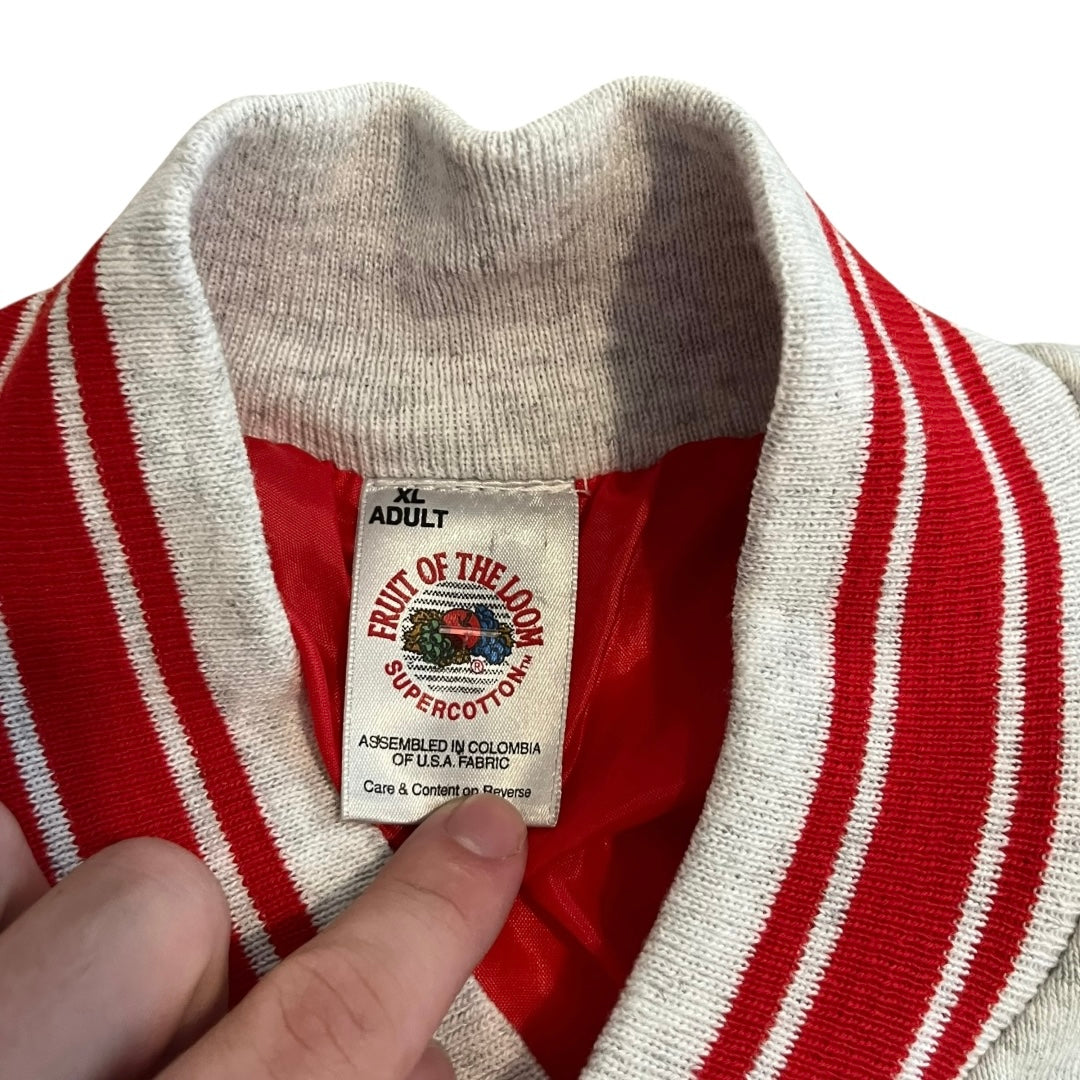 XL
ADULT
FRUIT OF THE LOOM
®
SUPERCOTTON™
ASSEMBLED IN COLOMBIA
OF U.S.A. FABRIC
Care & Content on Reverse